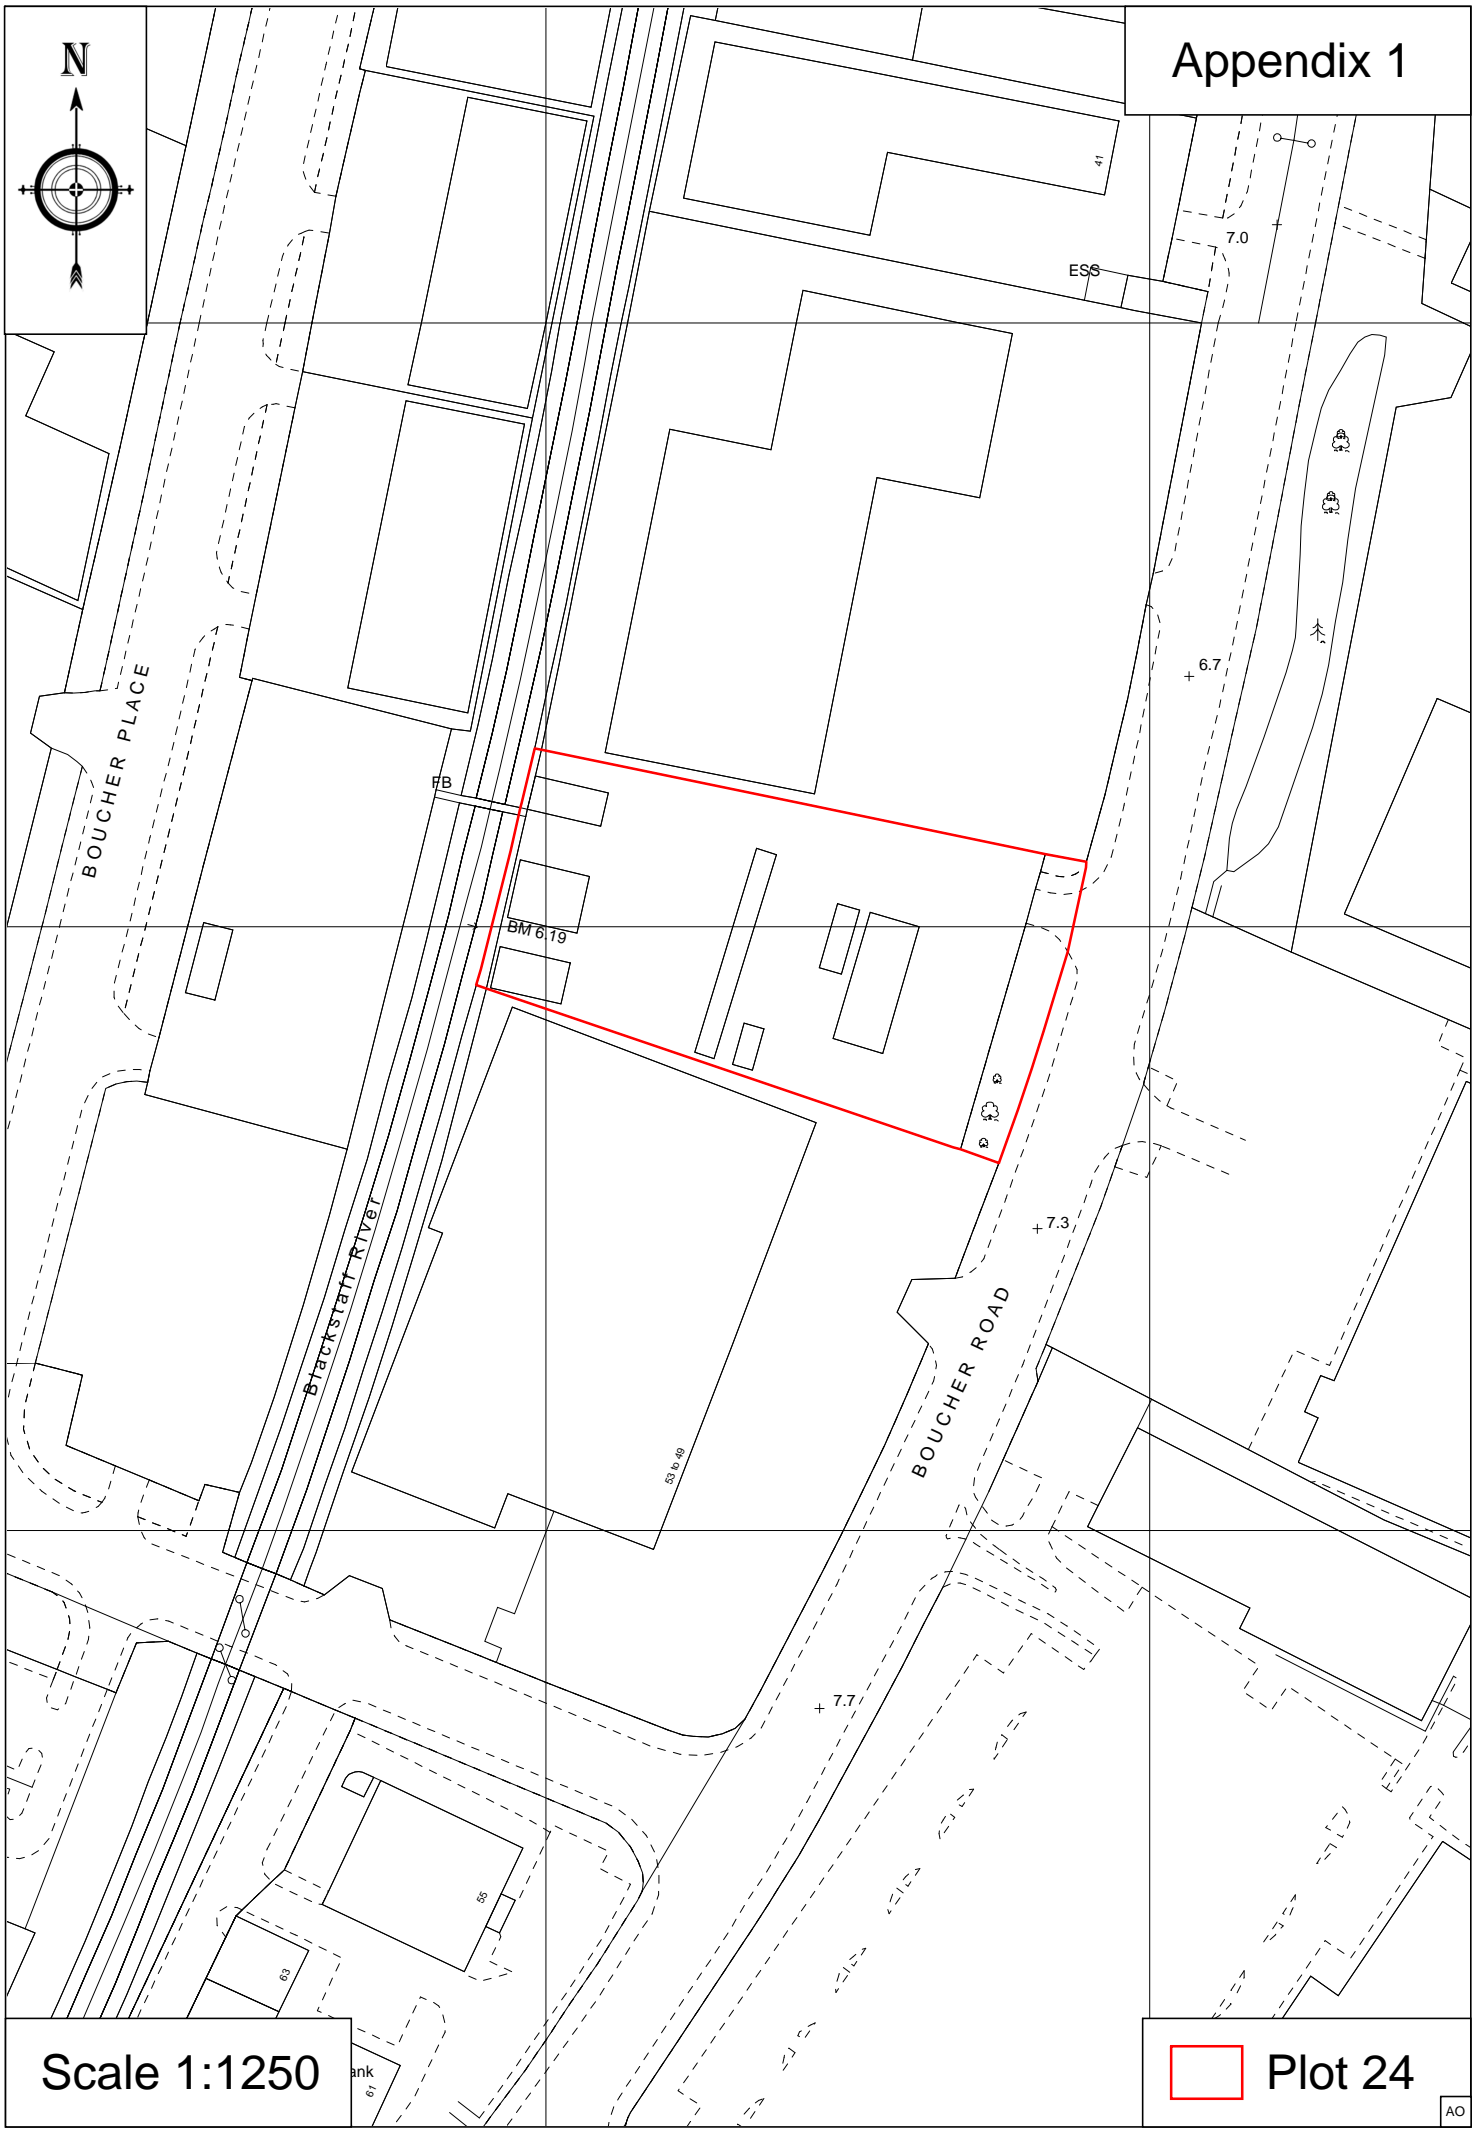 N
Appendix 1
41
7.0
ESS
6.7
BOUCHER PLACE
FB
BM 6.19
7.3
Blackstaff River
BOUCHER ROAD
53 to 49
7.7
55
63
Scale 1:1250
ank
61
Plot 24
AO